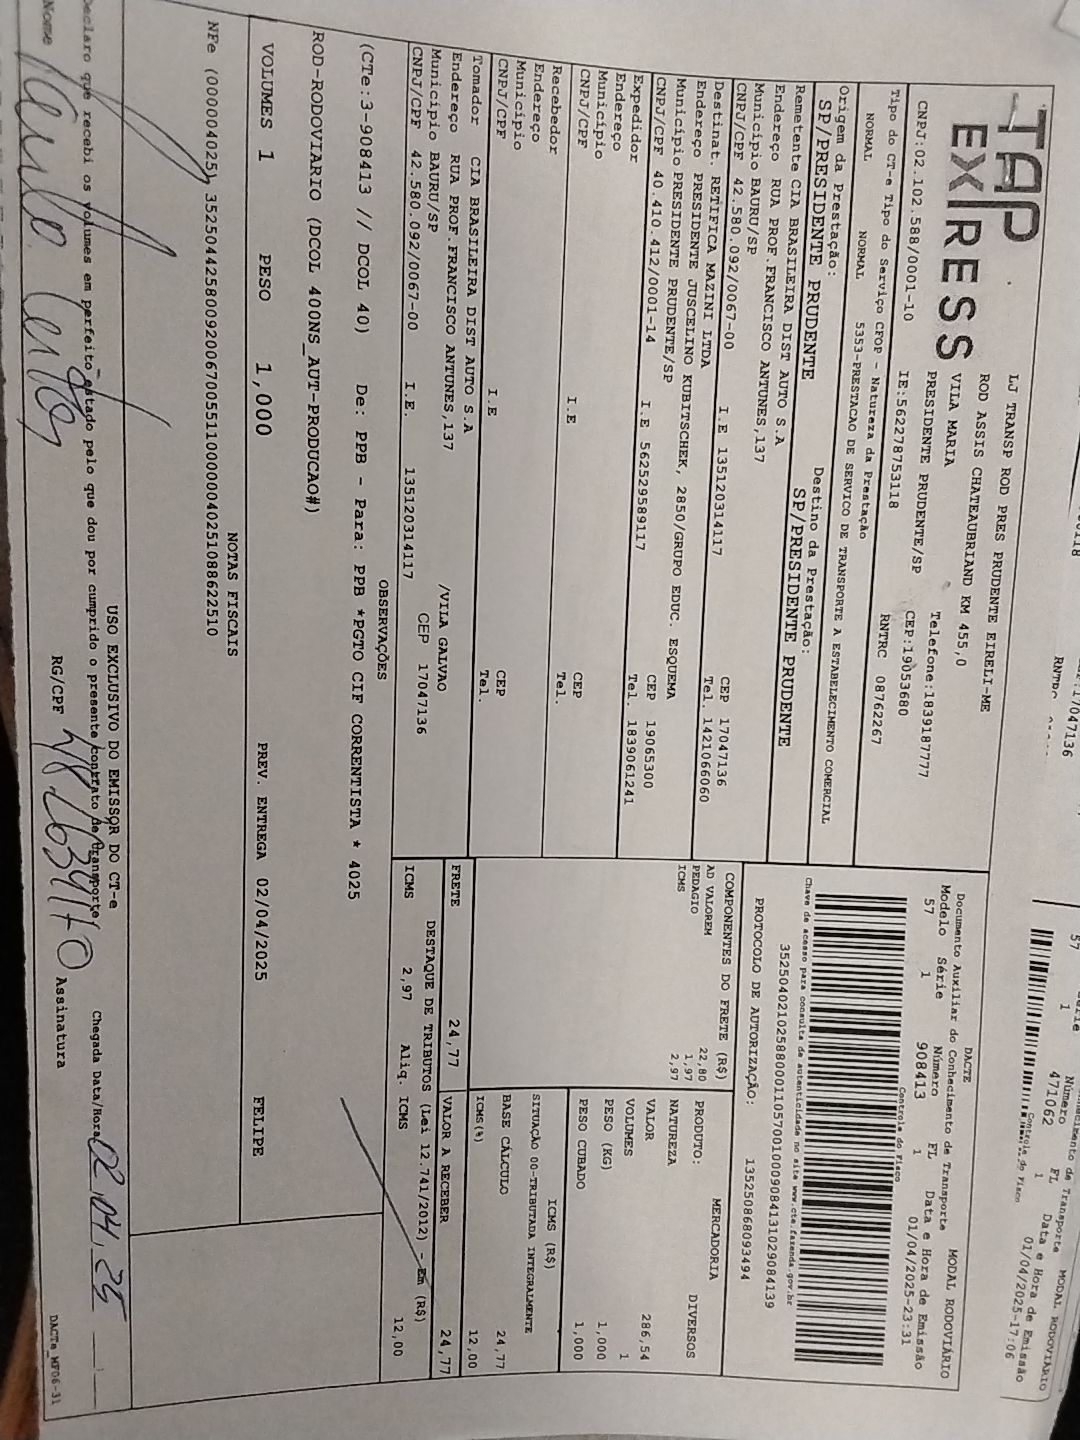 TAP
EXPRESS
LJ TRANSP ROD PRES PRUDENTE EIRELI-ME
ROD ASSIS CHATEAUBRIAND KM 455,0
VILA MARIA
PRESIDENTE PRUDENTE/SP
Telefone:1839187777
CEP:19053680
CNPJ:02.102.588/0001-10 IE:562278753118 RNTRC 08762267
Tipo do CT-e Tipo do Serviço CFOP - Natureza da Prestação
NORMAL NORMAL 5353-PRESTACAO DE SERVICO DE TRANSPORTE A ESTABELECIMENTO COMERCIAL
Origem da Prestação: Destino da Prestação:
SP/PRESIDENTE PRUDENTE SP/PRESIDENTE PRUDENTE
Remetente CIA BRASILEIRA DIST AUTO S.A
Endereço RUA PROF.FRANCISCO ANTUNES,137
Município BAURU/SP CEP 17047136
CNPJ/CPF 42.580.092/0067-00 I.E 135120314117 Tel. 1421066060
Destinat. RETIFICA MAZINI LTDA
Endereço PRESIDENTE JUSCELINO KUBITSCHEK, 2850/GRUPO EDUC. ESQUEMA
Município PRESIDENTE PRUDENTE/SP CEP 19065300
CNPJ/CPF 40.410.412/0001-14 I.E 562529589117 Tel. 1839061241
Expedidor
Endereço
Município CEP
CNPJ/CPF I.E Tel.
Recebedor
Endereço
Município CEP
CNPJ/CPF I.E Tel.
Tomador CIA BRASILEIRA DIST AUTO S.A
Endereço RUA PROF.FRANCISCO ANTUNES,137 /VILA GALVAO
Município BAURU/SP CEP 17047136
CNPJ/CPF 42.580.092/0067-00 I.E. 135120314117
DACTE MODAL RODOVIÁRIO
Documento Auxiliar do Conhecimento de Transporte
Modelo Série Número FL Data e Hora de Emissão
57 1 908413 1 01/04/2025-23:31
Controle do Fisco
Chave de acesso para consulta de autenticidade no site www.cte.fazenda.gov.br
35250402102588000110570010009084131029084139
PROTOCOLO DE AUTORIZAÇÃO: 135250868093494
COMPONENTES DO FRETE (R$)
AD VALOREM 22,80
PEDAGIO 1,97
ICMS 2,97
PRODUTO: MERCADORIA
NATUREZA DIVERSOS
VALOR 286,54
VOLUMES 1
PESO (KG) 1,000
PESO CUBADO 1,000
ICMS (R$)
SITUAÇÃO 00-TRIBUTADA INTEGRALMENTE
BASE CÁLCULO 24,77
ICMS(%) 12,00
FRETE 24,77 VALOR A RECEBER 24,77
DESTAQUE DE TRIBUTOS (Lei 12.741/2012) - Em (R$)
ICMS 2,97 Aliq. ICMS 12,00
OBSERVAÇÕES
(CTe:3-908413 // DCOL 40) De: PPB - Para: PPB *PGTO CIF CORRENTISTA * 4025
ROD-RODOVIARIO (DCOL 400NS_AUT-PRODUCAO#)
VOLUMES 1 PESO 1,000 PREV. ENTREGA 02/04/2025 FELIPE
NOTAS FISCAIS
NFe (000004025)
USO EXCLUSIVO DO EMISSOR DO CT-e
Declaro que recebi os volumes em perfeito estado pelo que dou por cumprido o presente contrato de transporte
Chegada Data/Hora 02.04.25
Nome RG/CPF Assinatura
DACTe_MF06-31
17047136
57 1 471062 1 01/04/2025-17:06
Número FL Data e Hora de Emissão
MODAL RODOVIÁRIO
Controle do Fisco